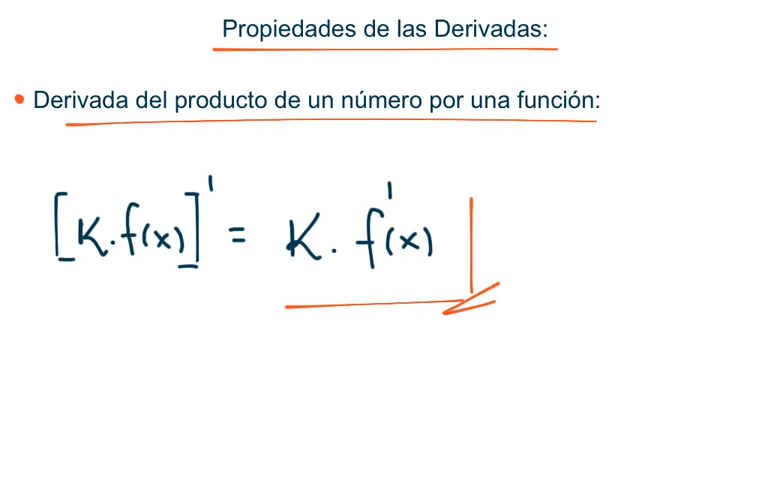 Propiedades de las Derivadas:
• Derivada del producto de un número por una función:
[K.f(x)]' = K. f'(x)